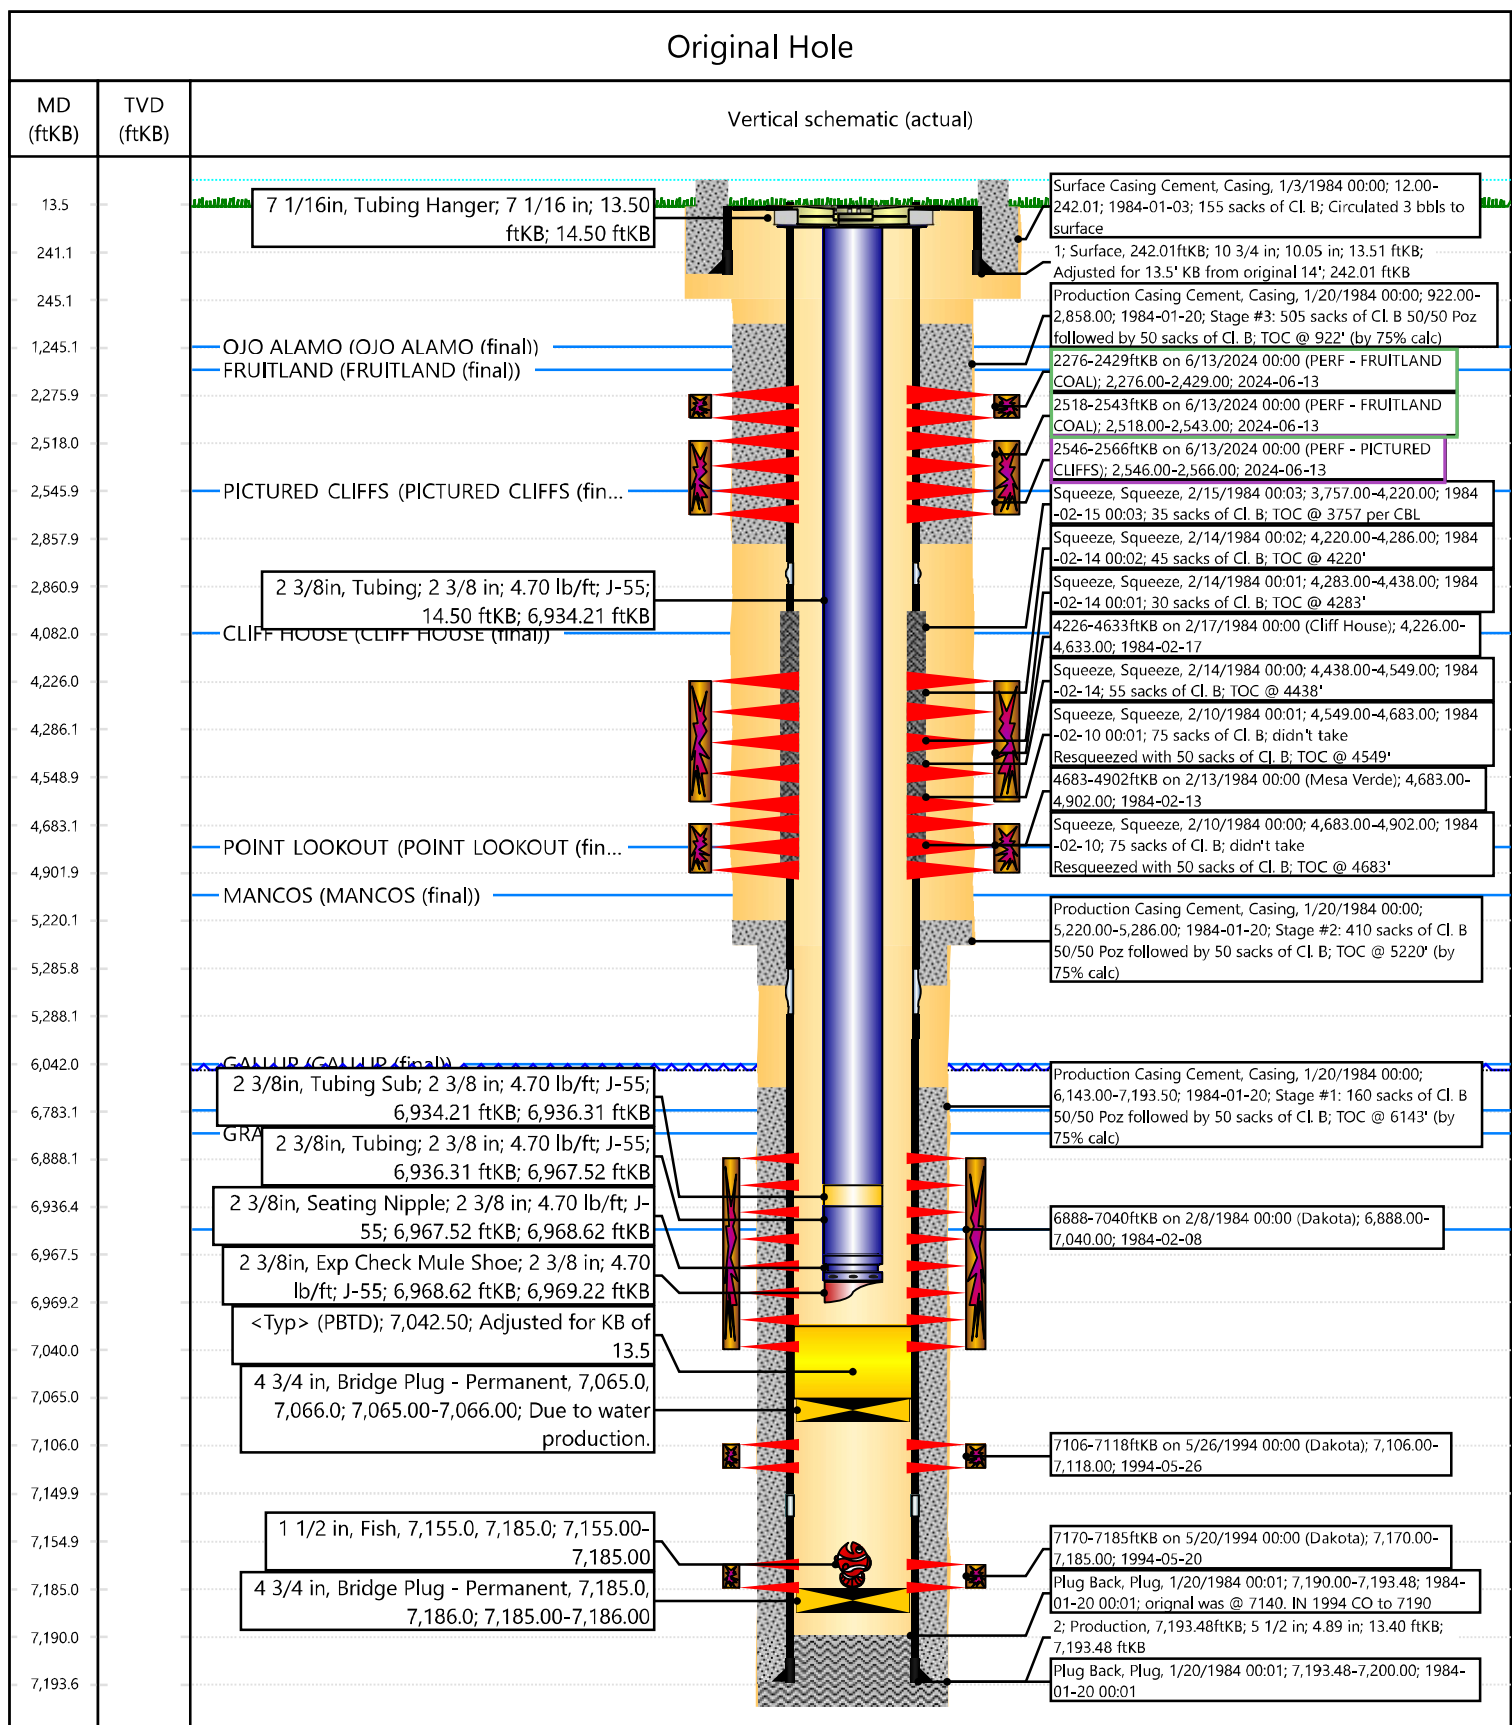 Original Hole
MD
(ftKB)
TVD
(ftKB)
Vertical schematic (actual)
13.5
241.1
245.1
1,245.1
2,275.9
2,518.0
2,545.9
2,857.9
2,860.9
4,082.0
4,226.0
4,286.1
4,548.9
4,683.1
4,901.9
5,220.1
5,285.8
5,288.1
6,042.0
6,783.1
6,888.1
6,936.4
6,967.5
6,969.2
7,040.0
7,065.0
7,106.0
7,149.9
7,154.9
7,185.0
7,190.0
7,193.6
7 1/16in, Tubing Hanger; 7 1/16 in; 13.50
ftKB; 14.50 ftKB
OJO ALAMO (OJO ALAMO (final))
FRUITLAND (FRUITLAND (final))
PICTURED CLIFFS (PICTURED CLIFFS (fin...
2 3/8in, Tubing; 2 3/8 in; 4.70 lb/ft; J-55;
14.50 ftKB; 6,934.21 ftKB
CLIFF HOUSE (CLIFF HOUSE (final))
POINT LOOKOUT (POINT LOOKOUT (fin...
MANCOS (MANCOS (final))
GALLUP (GALLUP (final))
2 3/8in, Tubing Sub; 2 3/8 in; 4.70 lb/ft; J-55;
6,934.21 ftKB; 6,936.31 ftKB
GRA
2 3/8in, Tubing; 2 3/8 in; 4.70 lb/ft; J-55;
6,936.31 ftKB; 6,967.52 ftKB
2 3/8in, Seating Nipple; 2 3/8 in; 4.70 lb/ft; J-
55; 6,967.52 ftKB; 6,968.62 ftKB
2 3/8in, Exp Check Mule Shoe; 2 3/8 in; 4.70
lb/ft; J-55; 6,968.62 ftKB; 6,969.22 ftKB
<Typ> (PBTD); 7,042.50; Adjusted for KB of
13.5
4 3/4 in, Bridge Plug - Permanent, 7,065.0,
7,066.0; 7,065.00-7,066.00; Due to water
production.
1 1/2 in, Fish, 7,155.0, 7,185.0; 7,155.00-
7,185.00
4 3/4 in, Bridge Plug - Permanent, 7,185.0,
7,186.0; 7,185.00-7,186.00
Surface Casing Cement, Casing, 1/3/1984 00:00; 12.00-
242.01; 1984-01-03; 155 sacks of Cl. B; Circulated 3 bbls to
surface
1; Surface, 242.01ftKB; 10 3/4 in; 10.05 in; 13.51 ftKB;
Adjusted for 13.5' KB from original 14'; 242.01 ftKB
Production Casing Cement, Casing, 1/20/1984 00:00; 922.00-
2,858.00; 1984-01-20; Stage #3: 505 sacks of Cl. B 50/50 Poz
followed by 50 sacks of Cl. B; TOC @ 922' (by 75% calc)
2276-2429ftKB on 6/13/2024 00:00 (PERF - FRUITLAND
COAL); 2,276.00-2,429.00; 2024-06-13
2518-2543ftKB on 6/13/2024 00:00 (PERF - FRUITLAND
COAL); 2,518.00-2,543.00; 2024-06-13
2546-2566ftKB on 6/13/2024 00:00 (PERF - PICTURED
CLIFFS); 2,546.00-2,566.00; 2024-06-13
Squeeze, Squeeze, 2/15/1984 00:03; 3,757.00-4,220.00; 1984
-02-15 00:03; 35 sacks of Cl. B; TOC @ 3757 per CBL
Squeeze, Squeeze, 2/14/1984 00:02; 4,220.00-4,286.00; 1984
-02-14 00:02; 45 sacks of Cl. B; TOC @ 4220'
Squeeze, Squeeze, 2/14/1984 00:01; 4,283.00-4,438.00; 1984
-02-14 00:01; 30 sacks of Cl. B; TOC @ 4283'
4226-4633ftKB on 2/17/1984 00:00 (Cliff House); 4,226.00-
4,633.00; 1984-02-17
Squeeze, Squeeze, 2/14/1984 00:00; 4,438.00-4,549.00; 1984
-02-14; 55 sacks of Cl. B; TOC @ 4438'
Squeeze, Squeeze, 2/10/1984 00:01; 4,549.00-4,683.00; 1984
-02-10 00:01; 75 sacks of Cl. B; didn't take
Resqueezed with 50 sacks of Cl. B; TOC @ 4549'
4683-4902ftKB on 2/13/1984 00:00 (Mesa Verde); 4,683.00-
4,902.00; 1984-02-13
Squeeze, Squeeze, 2/10/1984 00:00; 4,683.00-4,902.00; 1984
-02-10; 75 sacks of Cl. B; didn't take
Resqueezed with 50 sacks of Cl. B; TOC @ 4683'
Production Casing Cement, Casing, 1/20/1984 00:00;
5,220.00-5,286.00; 1984-01-20; Stage #2: 410 sacks of Cl. B
50/50 Poz followed by 50 sacks of Cl. B; TOC @ 5220' (by
75% calc)
Production Casing Cement, Casing, 1/20/1984 00:00;
6,143.00-7,193.50; 1984-01-20; Stage #1: 160 sacks of Cl. B
50/50 Poz followed by 50 sacks of Cl. B; TOC @ 6143' (by
75% calc)
6888-7040ftKB on 2/8/1984 00:00 (Dakota); 6,888.00-
7,040.00; 1984-02-08
7106-7118ftKB on 5/26/1994 00:00 (Dakota); 7,106.00-
7,118.00; 1994-05-26
7170-7185ftKB on 5/20/1994 00:00 (Dakota); 7,170.00-
7,185.00; 1994-05-20
Plug Back, Plug, 1/20/1984 00:01; 7,190.00-7,193.48; 1984-
01-20 00:01; orignal was @ 7140. IN 1994 CO to 7190
2; Production, 7,193.48ftKB; 5 1/2 in; 4.89 in; 13.40 ftKB;
7,193.48 ftKB
Plug Back, Plug, 1/20/1984 00:01; 7,193.48-7,200.00; 1984-
01-20 00:01